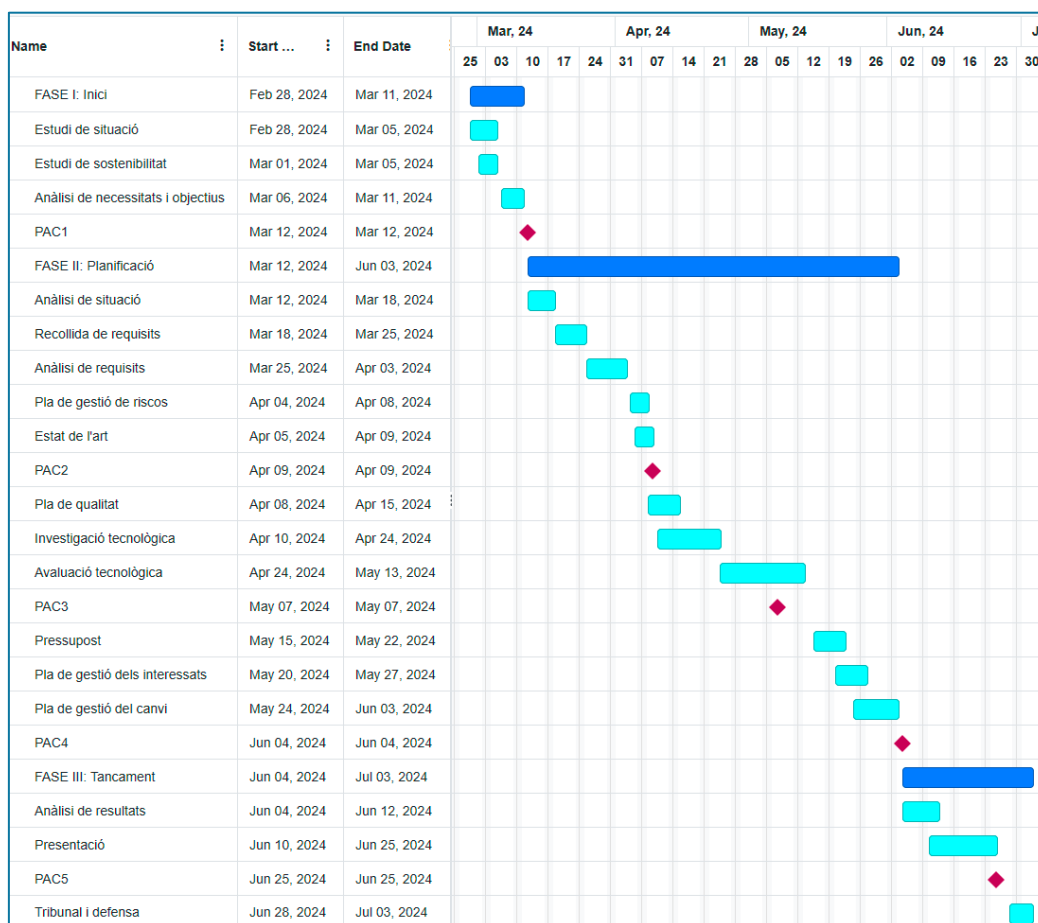 Mar, 24 Apr, 24 May, 24 Jun, 24 J
Name Start ... End Date
25 03 10 17 24 31 07 14 21 28 05 12 19 26 02 09 16 23 30
FASE I: Inici Feb 28, 2024 Mar 11, 2024
Estudi de situació Feb 28, 2024 Mar 05, 2024
Estudi de sostenibilitat Mar 01, 2024 Mar 05, 2024
Anàlisi de necessitats i objectius Mar 06, 2024 Mar 11, 2024
PAC1 Mar 12, 2024 Mar 12, 2024
FASE II: Planificació Mar 12, 2024 Jun 03, 2024
Anàlisi de situació Mar 12, 2024 Mar 18, 2024
Recollida de requisits Mar 18, 2024 Mar 25, 2024
Anàlisi de requisits Mar 25, 2024 Apr 03, 2024
Pla de gestió de riscos Apr 04, 2024 Apr 08, 2024
Estat de l'art Apr 05, 2024 Apr 09, 2024
PAC2 Apr 09, 2024 Apr 09, 2024
Pla de qualitat Apr 08, 2024 Apr 15, 2024
Investigació tecnològica Apr 10, 2024 Apr 24, 2024
Avaluació tecnològica Apr 24, 2024 May 13, 2024
PAC3 May 07, 2024 May 07, 2024
Pressupost May 15, 2024 May 22, 2024
Pla de gestió dels interessats May 20, 2024 May 27, 2024
Pla de gestió del canvi May 24, 2024 Jun 03, 2024
PAC4 Jun 04, 2024 Jun 04, 2024
FASE III: Tancament Jun 04, 2024 Jul 03, 2024
Anàlisi de resultats Jun 04, 2024 Jun 12, 2024
Presentació Jun 10, 2024 Jun 25, 2024
PAC5 Jun 25, 2024 Jun 25, 2024
Tribunal i defensa Jun 28, 2024 Jul 03, 2024